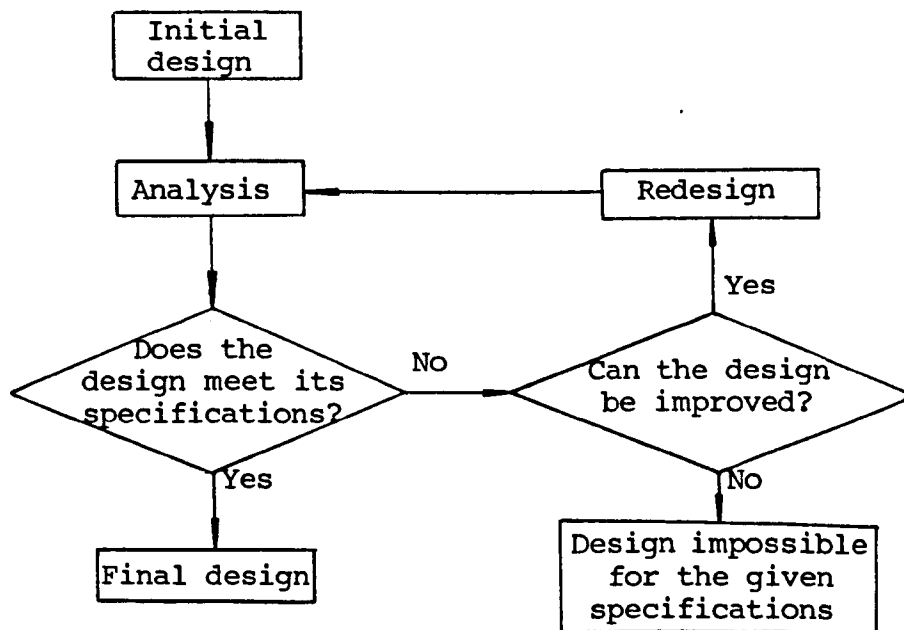 Initial
design
Analysis
Redesign
Yes
Does the
design meet its
specifications?
No
Can the design
be improved?
Yes
No
Final design
Design impossible
for the given
specifications